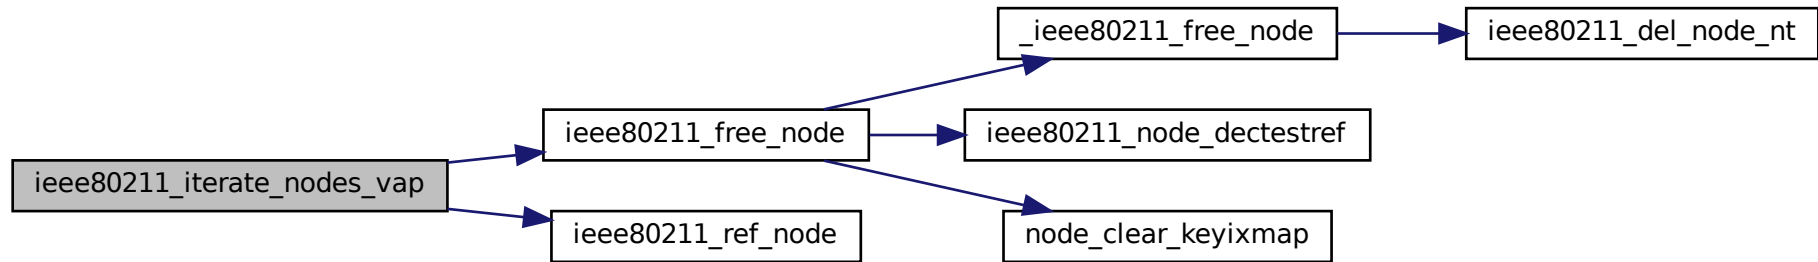 _ieee80211_free_node
ieee80211_del_node_nt
ieee80211_free_node
ieee80211_node_dectestref
ieee80211_iterate_nodes_vap
ieee80211_ref_node
node_clear_keyixmap